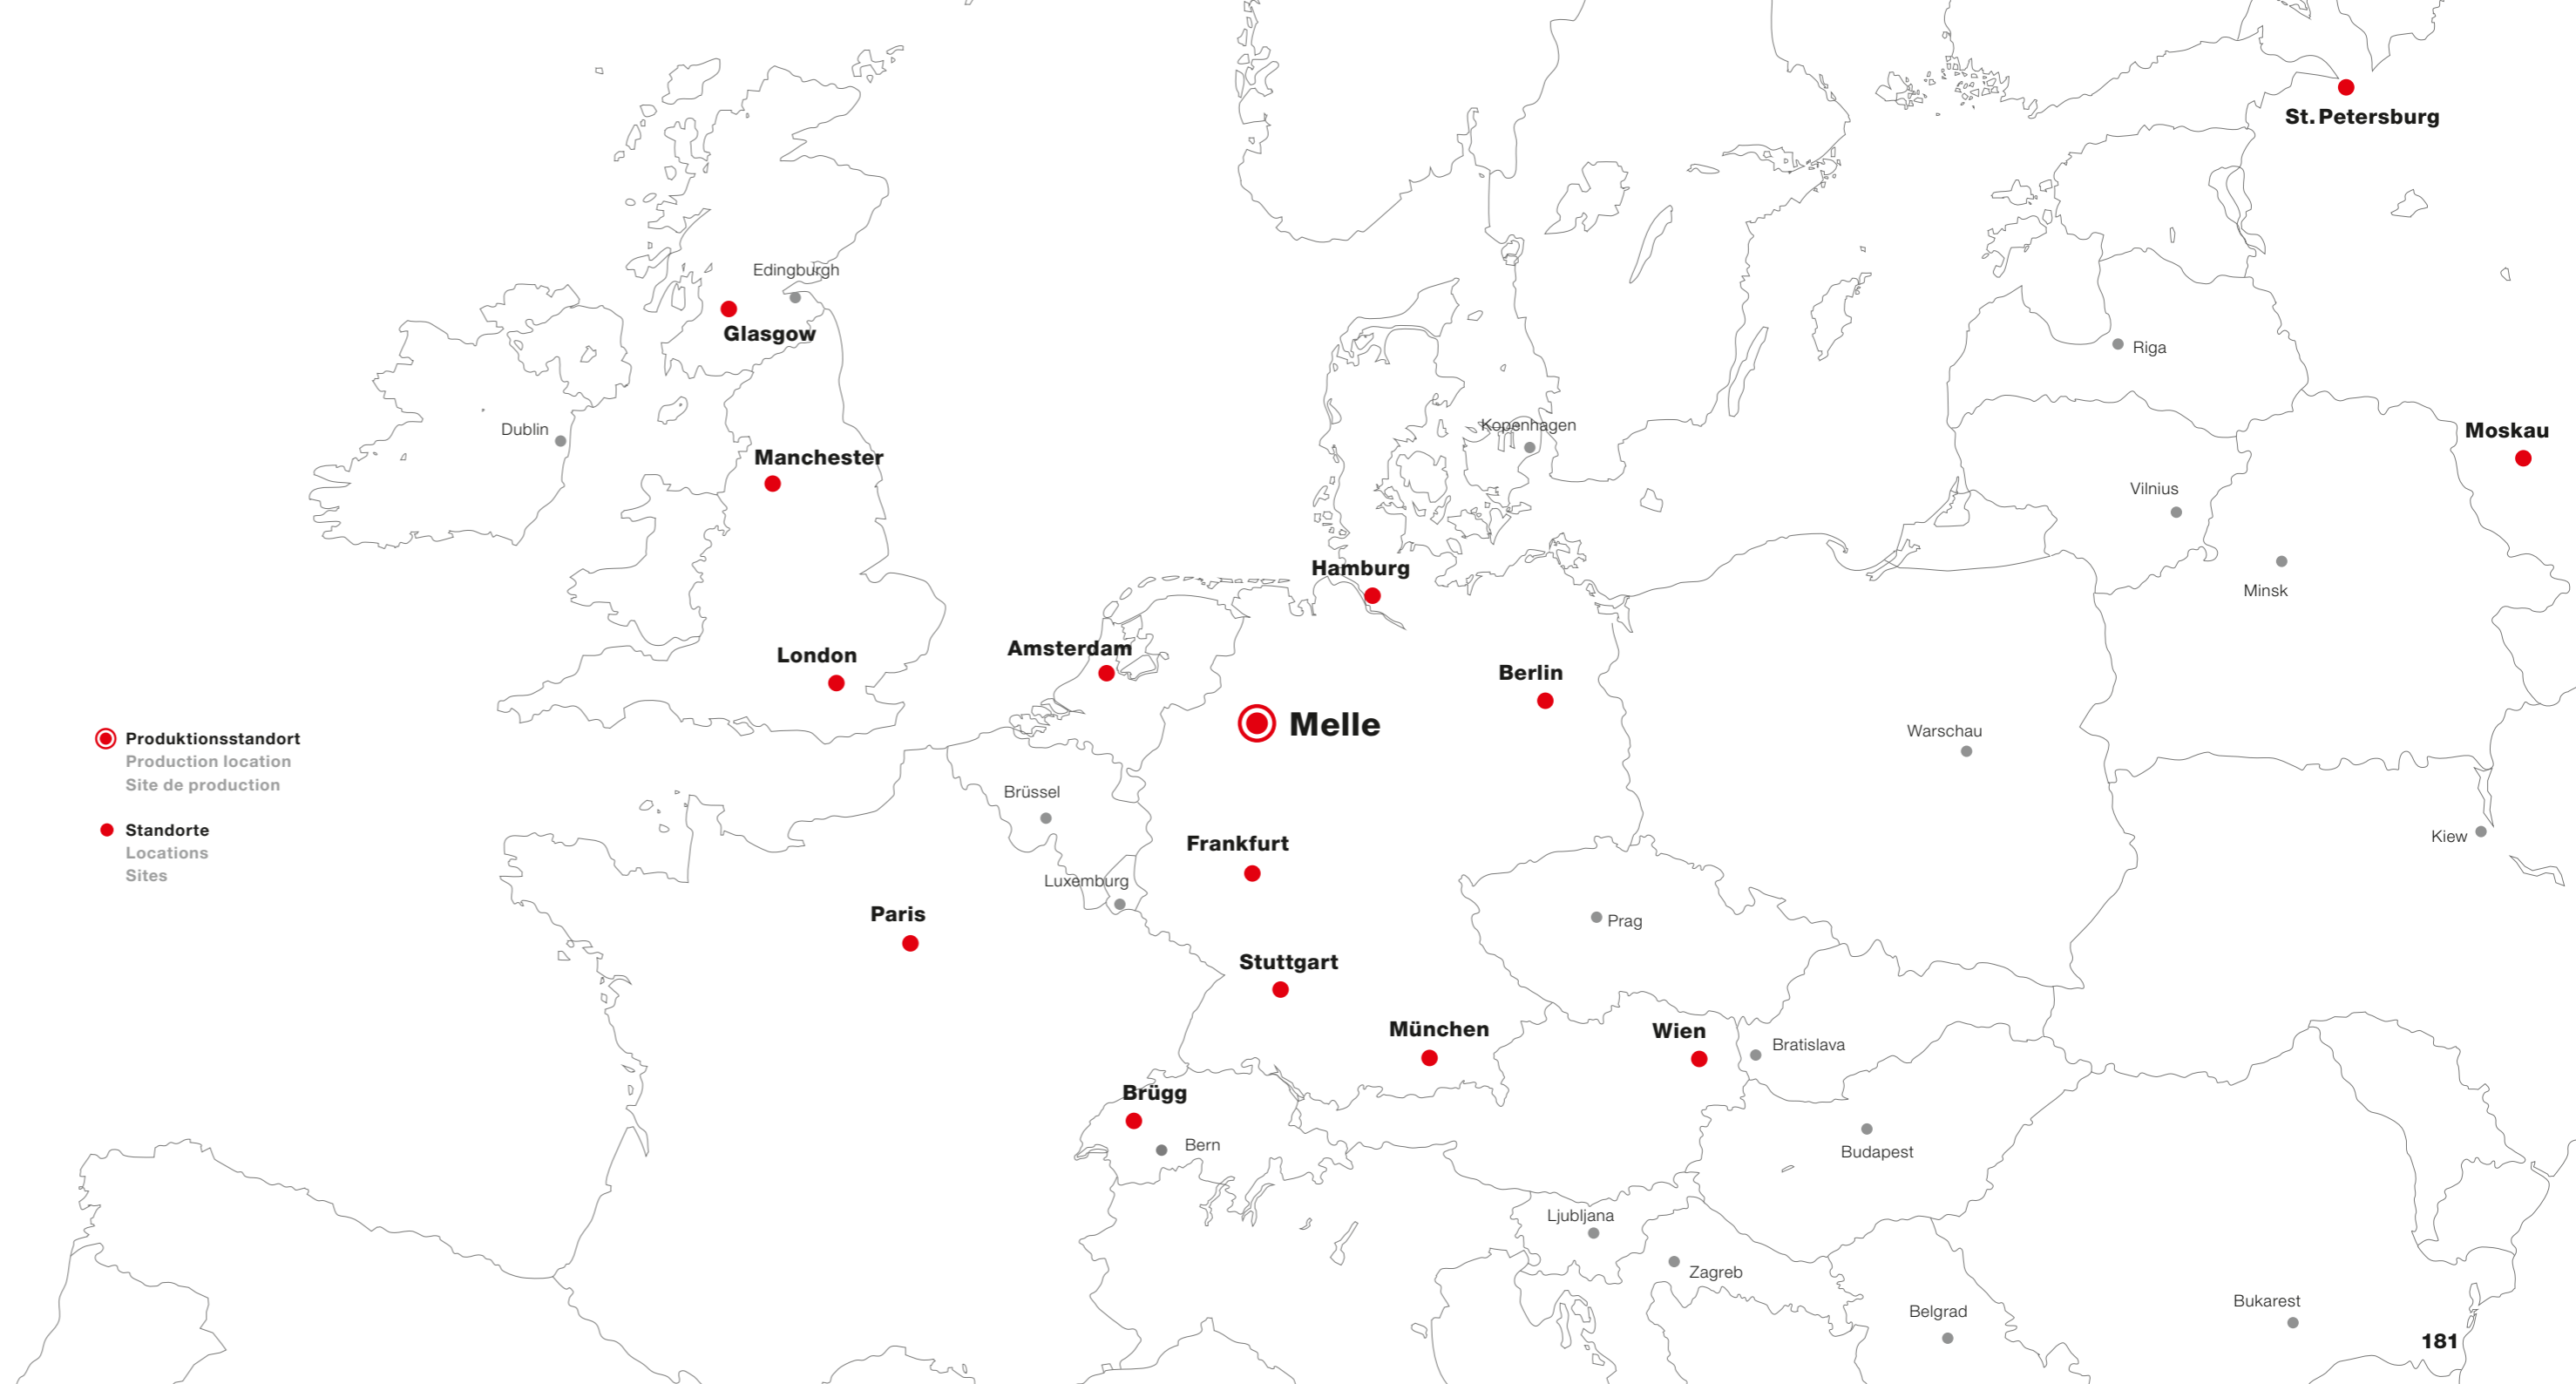 St. Petersburg
Edingburgh
Glasgow
Riga
Dublin
Kopenhagen
Moskau
Manchester
Vilnius
Hamburg
Minsk
Amsterdam
London
Berlin
Melle
Warschau
Produktionsstandort
Production location
Site de production
Brüssel
Standorte
Locations
Sites
Frankfurt
Kiew
Luxemburg
Paris
Prag
Stuttgart
München
Wien
Bratislava
Brügg
Bern
Budapest
Ljubljana
Zagreb
Belgrad
Bukarest
181